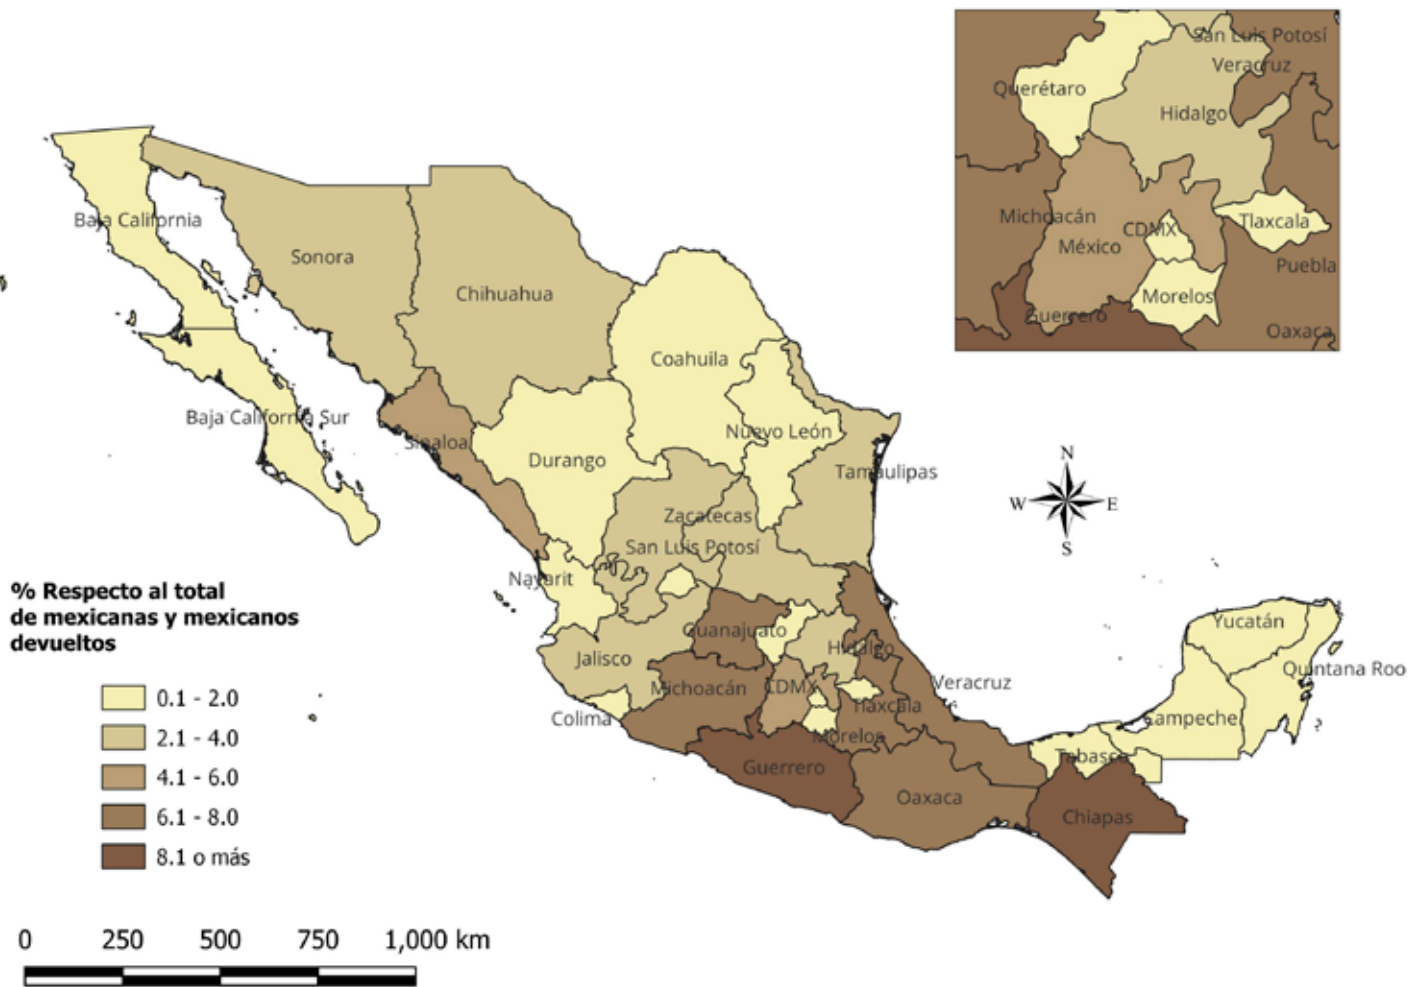 San Luis Potosí
Veracruz
Querétaro
Hidalgo
Michoacán
CDMX
Tlaxcala
México
Puebla
Morelos
Guerrero
Oaxaca
Baja California
Sonora
Chihuahua
Coahuila
Baja California Sur
Sinaloa
Nuevo León
Durango
Tamaulipas
Zacatecas
San Luis Potosí
Nayarit
N
W
E
S
Yucatán
Guanajuato
Hidalgo
Jalisco
Quintana Roo
Michoacán
CDMX
Veracruz
Tlaxcala
Colima
Campeche
Morelos
Tabasco
Guerrero
Oaxaca
Chiapas
% Respecto al total
de mexicanas y mexicanos
devueltos
0.1 - 2.0
2.1 - 4.0
4.1 - 6.0
6.1 - 8.0
8.1 o más
0 250 500 750 1,000 km